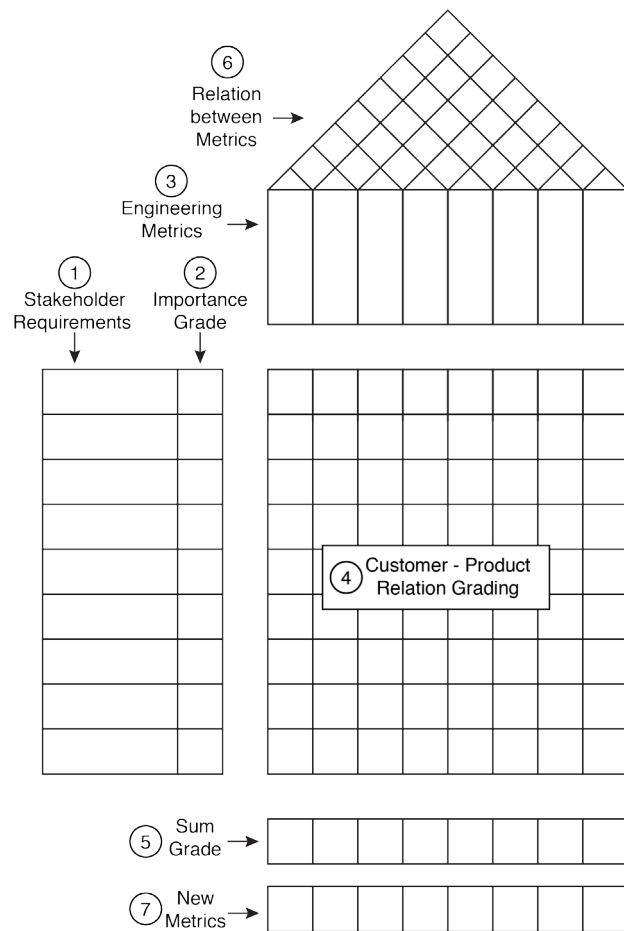 6
Relation
between
Metrics
3
Engineering
Metrics
1
Stakeholder
Requirements
2
Importance
Grade
4
Customer - Product
Relation Grading
5
Sum
Grade
7
New
Metrics